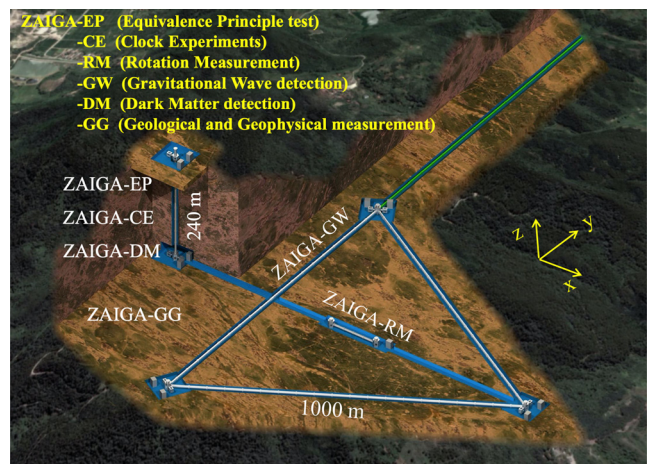 ZAIGA-EP (Equivalence Principle test)
-CE (Clock Experiments)
-RM (Rotation Measurement)
-GW (Gravitational Wave detection)
-DM (Dark Matter detection)
-GG (Geological and Geophysical measurement)
ZAIGA-EP
ZAIGA-CE
ZAIGA-DM
240 m
ZAIGA-GW
z
y
x
ZAIGA-GG
ZAIGA-RM
1000 m